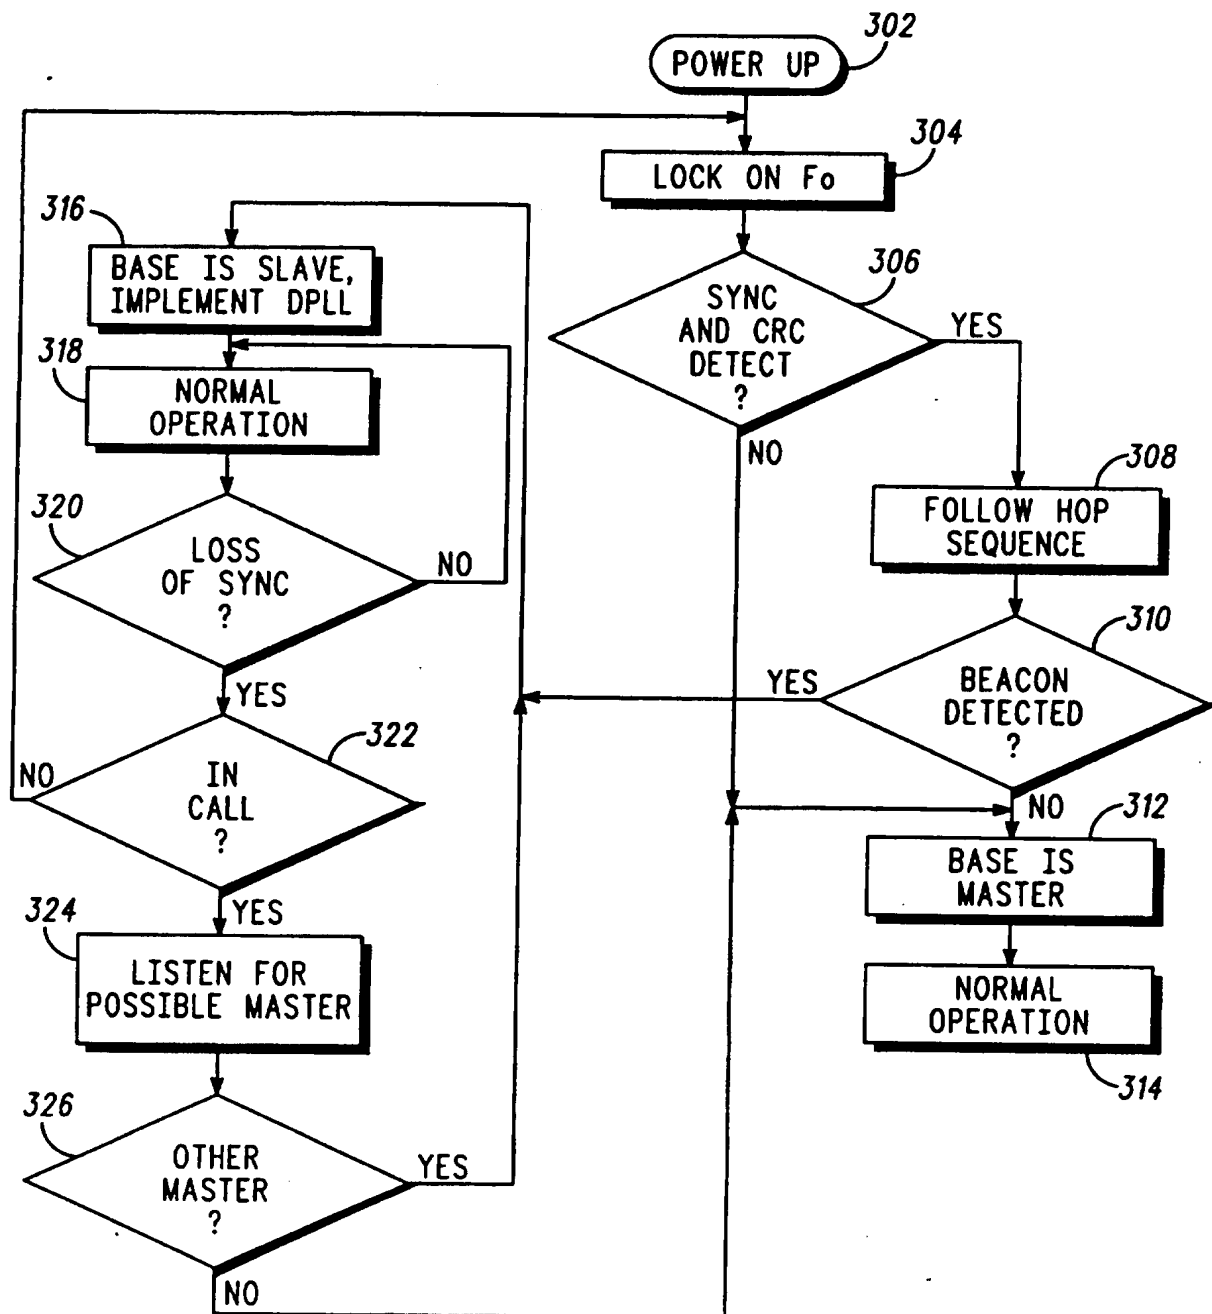 302
POWER UP
304
LOCK ON Fo
316
BASE IS SLAVE,
IMPLEMENT DPLL
306
SYNC
AND CRC
DETECT
?
YES
NO
318
NORMAL
OPERATION
308
FOLLOW HOP
SEQUENCE
320
LOSS
OF SYNC
?
NO
YES
310
BEACON
DETECTED
?
YES
NO
322
IN
CALL
?
NO
YES
312
BASE IS
MASTER
324
LISTEN FOR
POSSIBLE MASTER
NORMAL
OPERATION
314
326
OTHER
MASTER
?
YES
NO